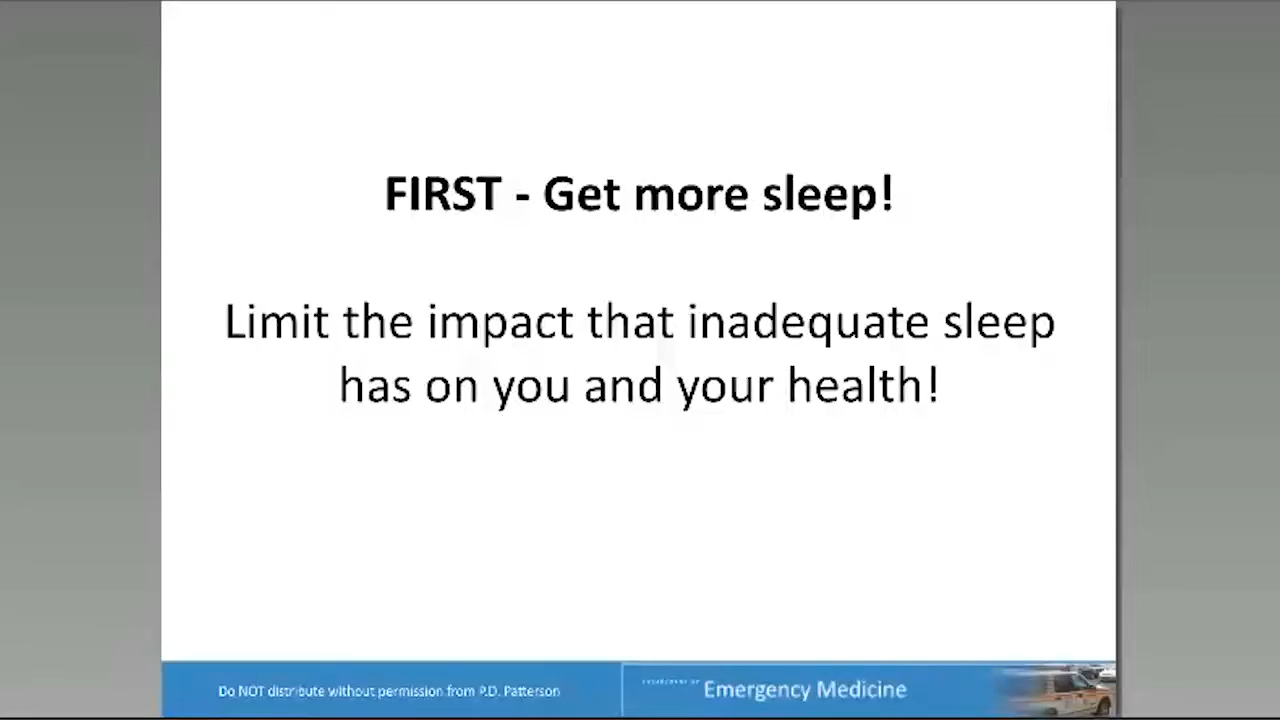 FIRST - Get more sleep!
Limit the impact that inadequate sleep
has on you and your health!
Do NOT distribute without permission from P.D. Patterson
Emergency Medicine